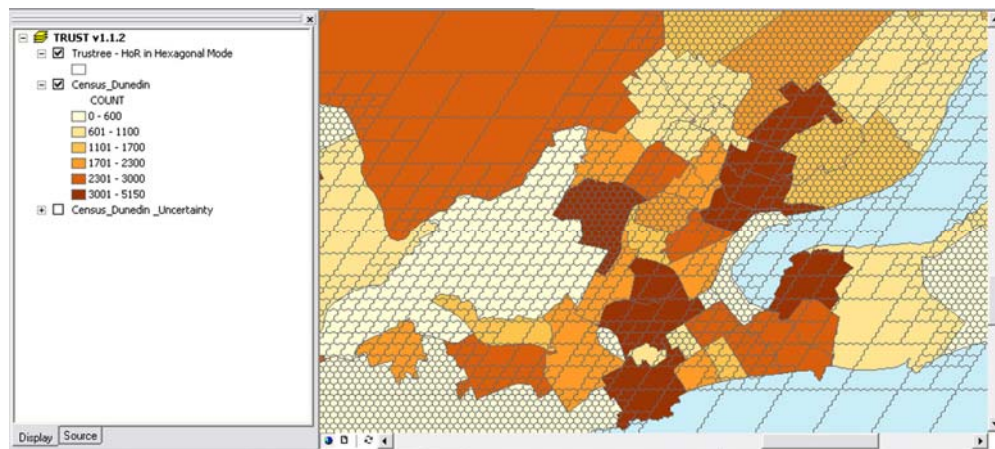 TRUST v1.1.2
Trustree - HoR in Hexagonal Mode
Census_Dunedin
COUNT
0 - 600
601 - 1100
1101 - 1700
1701 - 2300
2301 - 3000
3001 - 5150
Census_Dunedin _Uncertainty
Display Source